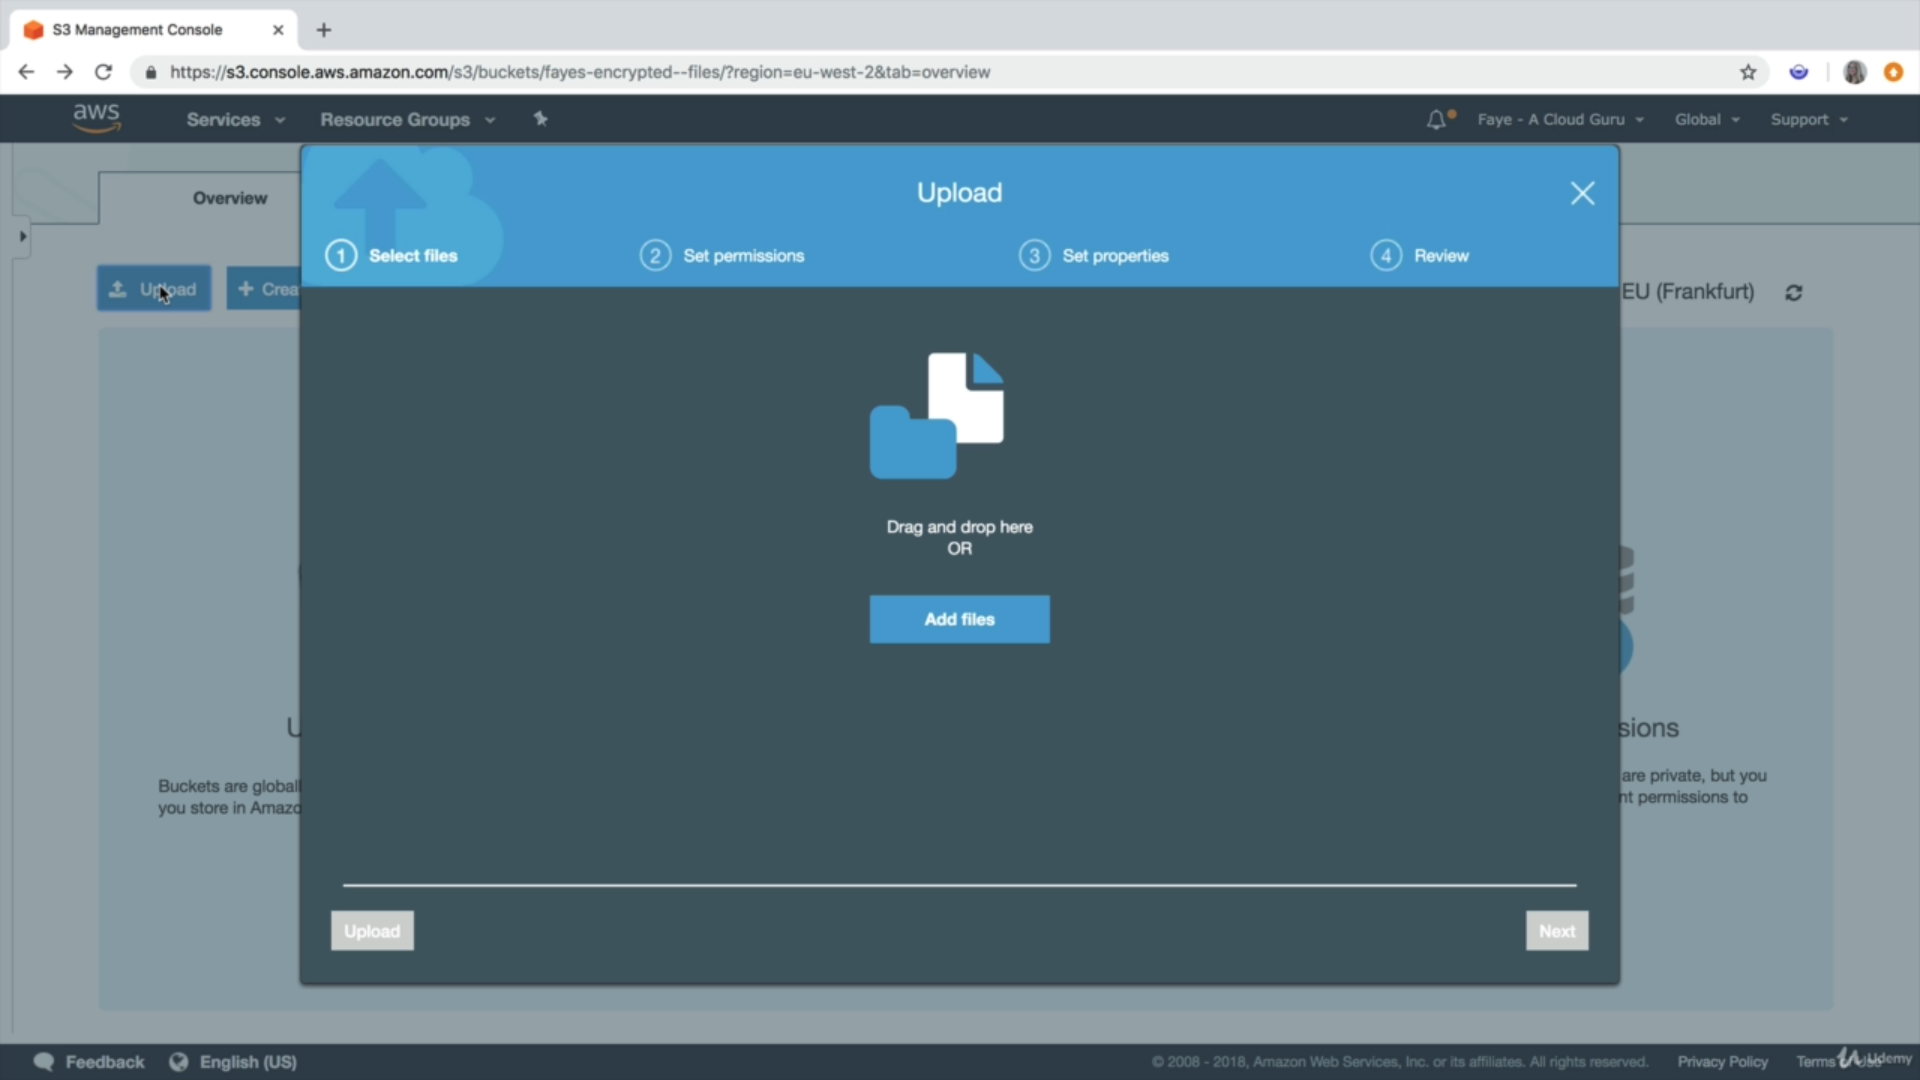 S3 Management Console
https://s3.console.aws.amazon.com/s3/buckets/fayes-encrypted--files/?region=eu-west-2&tab=overview
aws
Services
Resource Groups
Faye - A Cloud Guru
Global
Support
Overview
Upload
1 Select files
2 Set permissions
3 Set properties
4 Review
Upload
+ Crea
EU (Frankfurt)
Drag and drop here
OR
Add files
U
sions
Buckets are globall
you store in Amazo
are private, but you
nt permissions to
Upload
Next
Feedback
English (US)
© 2008 - 2018, Amazon Web Services, Inc. or its affiliates. All rights reserved.
Privacy Policy
Terms
Udemy